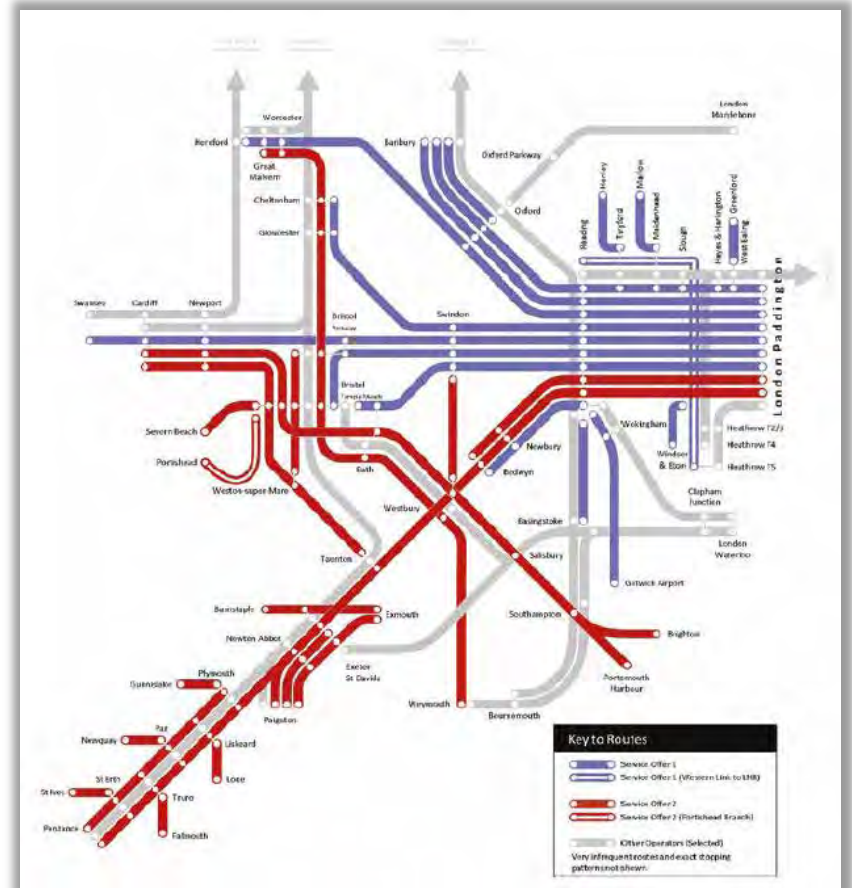 Worcester
London
Marylebone
Hereford
Great
Malvern
Banbury
Oxford Parkway
Oxford
Cheltenham
Gloucester
Henley
Marlow
Reading
Twyford
Maidenhead
Slough
Hayes & Harlington
Greenford
West Ealing
Swansea
Cardiff
Newport
Bristol
Parkway
Swindon
London Paddington
Bristol
Temple Meads
Severn Beach
Portishead
Weston-super-Mare
Bath
Newbury
Bedwyn
Wokingham
Windsor
& Eton
Heathrow T2/3
Heathrow T4
Heathrow T5
Clapham
Junction
Westbury
Basingstoke
London
Waterloo
Taunton
Salisbury
Gatwick Airport
Barnstaple
Exmouth
Southampton
Brighton
Newton Abbot
Exeter
St Davids
Portsmouth
Harbour
Plymouth
Gunnislake
Paignton
Weymouth
Bournemouth
Newquay
Par
Liskeard
Looe
St Erth
St Ives
Truro
Penzance
Falmouth
Key to Routes
Service Offer 1
Service Offer 1 (Western Link to LHR)
Service Offer 2
Service Offer 2 (Portishead Branch)
(Other Operators (Selected)
Very infrequent routes and exact stopping
patterns not shown.